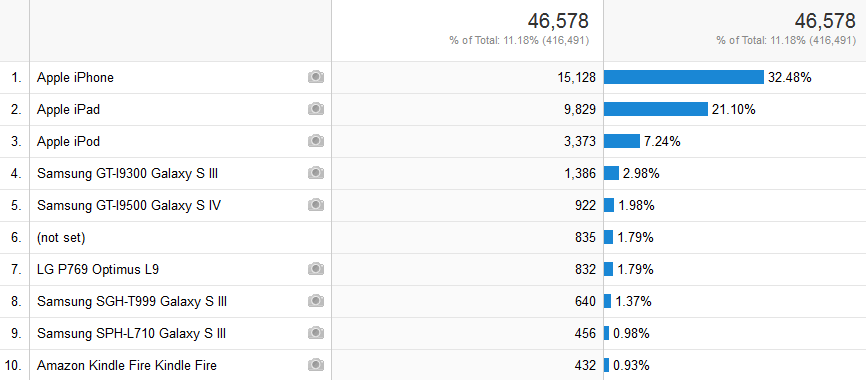 46,578 46,578
% of Total: 11.18% (416,491) % of Total: 11.18% (416,491)
1. Apple iPhone 15,128 32.48%
2. Apple iPad 9,829 21.10%
3. Apple iPod 3,373 7.24%
4. Samsung GT-I9300 Galaxy S III 1,386 2.98%
5. Samsung GT-I9500 Galaxy S IV 922 1.98%
6. (not set) 835 1.79%
7. LG P769 Optimus L9 832 1.79%
8. Samsung SGH-T999 Galaxy S III 640 1.37%
9. Samsung SPH-L710 Galaxy S III 456 0.98%
10. Amazon Kindle Fire Kindle Fire 432 0.93%